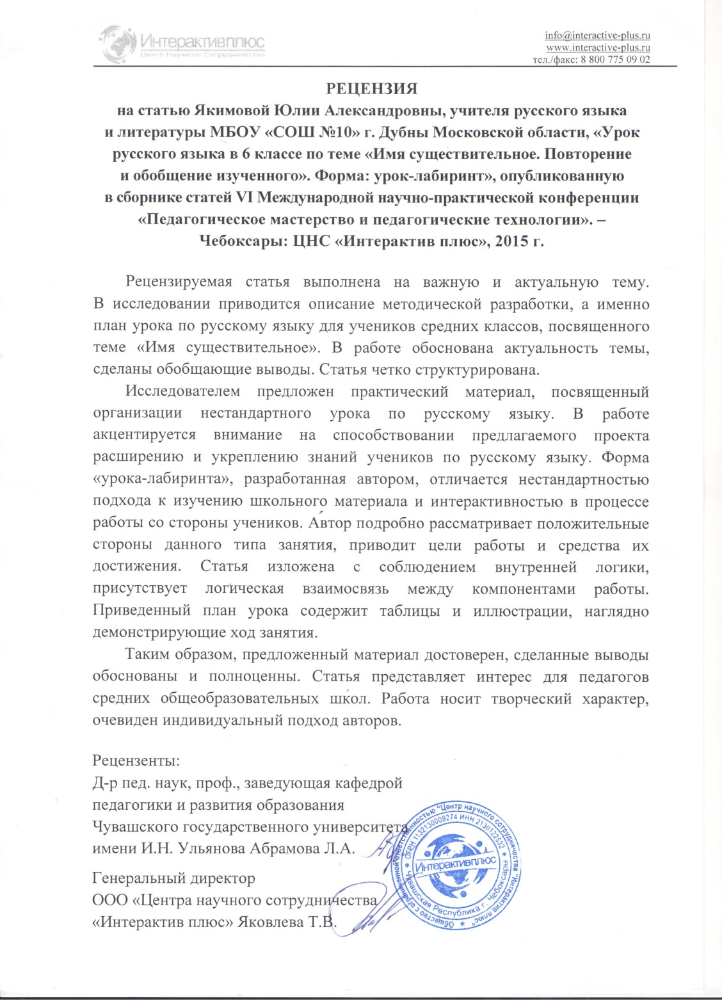 Интерактивплюс
Центр Научного Сотрудничества
info@interactive-plus.ru
www.interactive-plus.ru
тел./факс: 8 800 775 09 02
РЕЦЕНЗИЯ
на статью Якимовой Юлии Александровны, учителя русского языка
и литературы МБОУ «СОШ №10» г. Дубны Московской области, «Урок
русского языка в 6 классе по теме «Имя существительное. Повторение
и обобщение изученного». Форма: урок-лабиринт», опубликованную
в сборнике статей VI Международной научно-практической конференции
«Педагогическое мастерство и педагогические технологии». –
Чебоксары: ЦНС «Интерактив плюс», 2015 г.
Рецензируемая статья выполнена на важную и актуальную тему.
В исследовании приводится описание методической разработки, а именно
план урока по русскому языку для учеников средних классов, посвященного
теме «Имя существительное». В работе обоснована актуальность темы,
сделаны обобщающие выводы. Статья четко структурирована.
Исследователем предложен практический материал, посвященный
организации нестандартного урока по русскому языку. В работе
акцентируется внимание на способствовании предлагаемого проекта
расширению и укреплению знаний учеников по русскому языку. Форма
«урока-лабиринта», разработанная автором, отличается нестандартностью
подхода к изучению школьного материала и интерактивностью в процессе
работы со стороны учеников. Автор подробно рассматривает положительные
стороны данного типа занятия, приводит цели работы и средства их
достижения. Статья изложена с соблюдением внутренней логики,
присутствует логическая взаимосвязь между компонентами работы.
Приведенный план урока содержит таблицы и иллюстрации, наглядно
демонстрирующие ход занятия.
Таким образом, предложенный материал достоверен, сделанные выводы
обоснованы и полноценны. Статья представляет интерес для педагогов
средних общеобразовательных школ. Работа носит творческий характер,
очевиден индивидуальный подход авторов.
Рецензенты:
Д-р пед. наук, проф., заведующая кафедрой
педагогики и развития образования
Чувашского государственного университета
имени И.Н. Ульянова Абрамова Л.А.
Генеральный директор
ООО «Центра научного сотрудничества
«Интерактив плюс» Яковлева Т.В.
Общество с ограниченной ответственностью "Центр научного сотрудничества "Интерактив плюс"
ОГРН 1132130009274 ИНН 2130122532
Чувашская Республика г. Чебоксары
Интерактивплюс